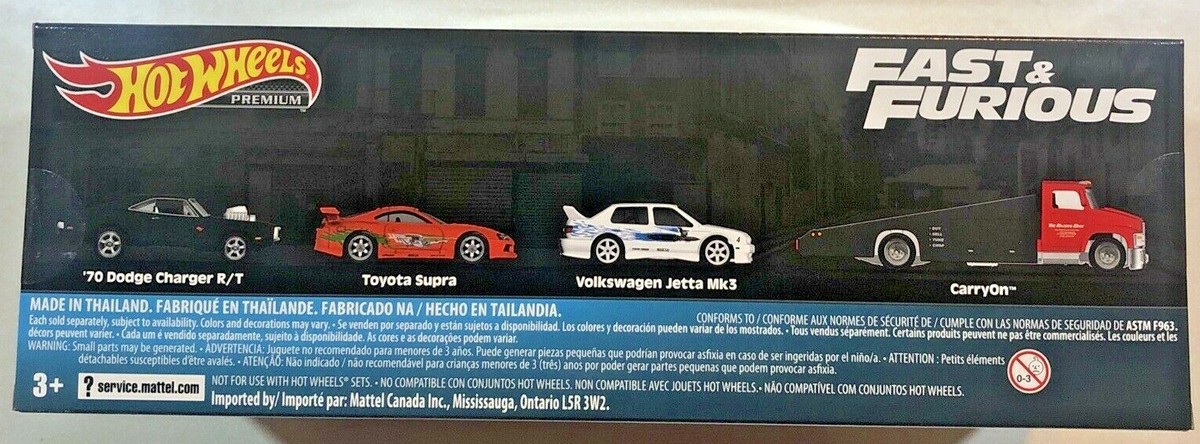 HOT WHEELS
PREMIUM
FAST &
FURIOUS
'70 Dodge Charger R/T
Toyota Supra
Volkswagen Jetta Mk3
CarryOn™
• BUY
• SELL
• TUNE
MADE IN THAILAND. FABRIQUÉ EN THAÏLANDE. FABRICADO NA / HECHO EN TAILANDIA.
CONFORMS TO / CONFORME AUX NORMES DE SÉCURITÉ DE / CUMPLE CON LAS NORMAS DE SEGURIDAD DE ASTM F963.
Each sold separately, subject to availability. Colors and decorations may vary. • Se venden por separado y están sujetos a disponibilidad. Los colores y decoración pueden variar de los mostrados. • Tous vendus séparément. Certains produits peuvent ne pas être commercialisés. Les couleurs et les
décors peuvent varier. • Cada um é vendido separadamente, sujeito à disponibilidade. As cores e as decorações podem variar.
WARNING: Small parts may be generated. • ADVERTENCIA: Juguete no recomendado para menores de 3 años. Puede generar piezas pequeñas que podrían provocar asfixia en caso de ser ingeridas por el niño/a. • ATTENTION : Petits éléments
détachables susceptibles d'être avalés. • ATENÇÃO: Não indicado / não recomendado para crianças menores de 3 (três) anos por poder gerar partes pequenas que podem provocar asfixia.
0-3
3+
? service.mattel.com
NOT FOR USE WITH HOT WHEELS® SETS. • NO COMPATIBLE CON CONJUNTOS HOT WHEELS. NON COMPATIBLE AVEC JOUETS HOT WHEELS. • NÃO COMPATÍVEL COM CONJUNTOS HOT WHEELS.
Imported by/ Importé par: Mattel Canada Inc., Mississauga, Ontario L5R 3W2.